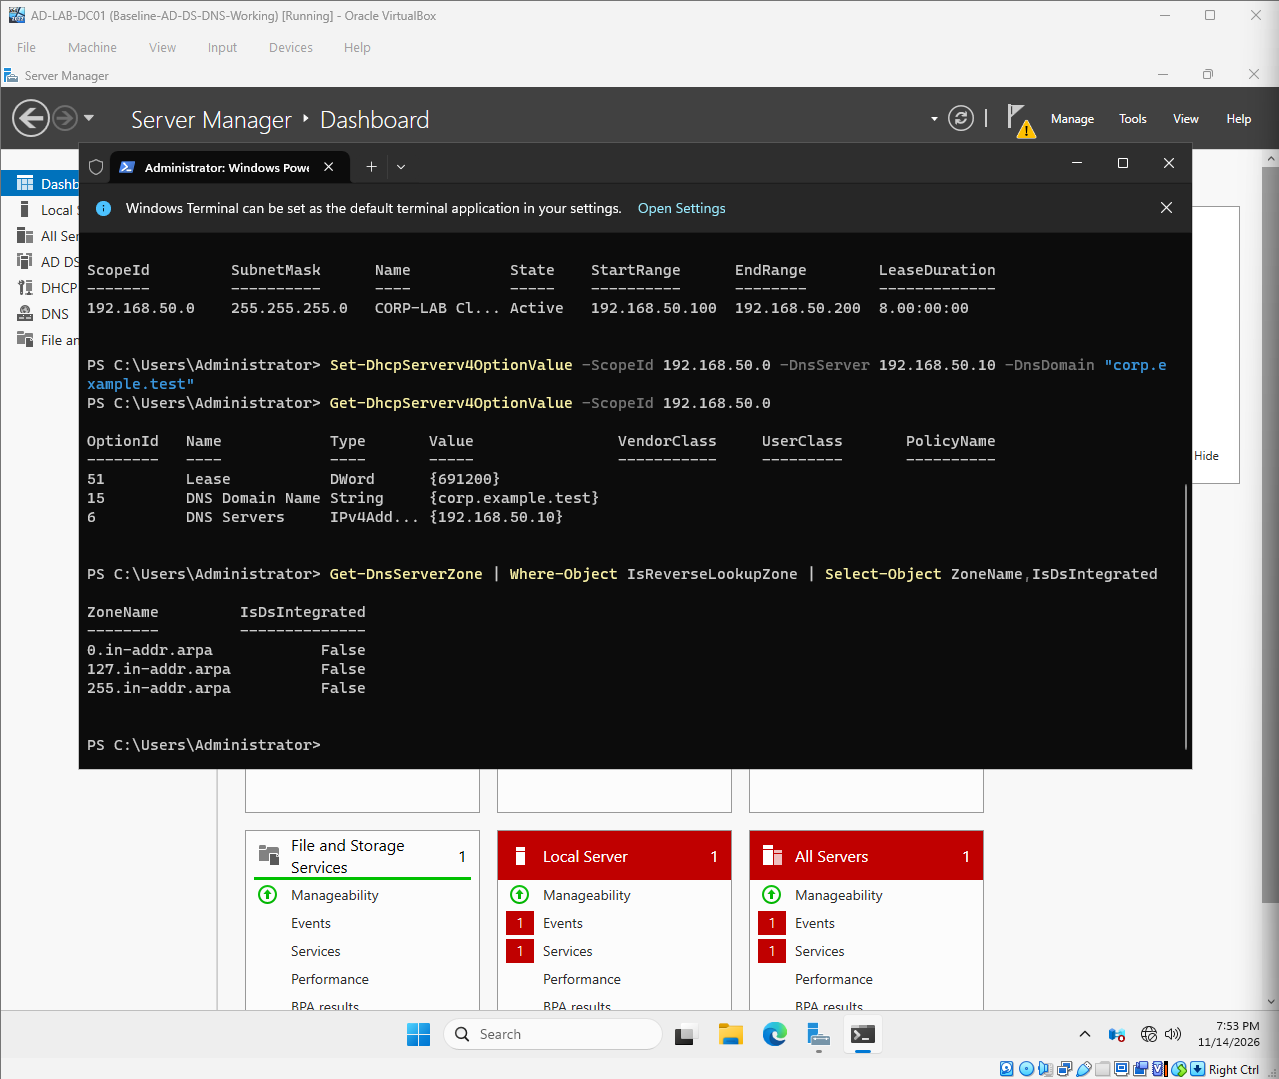 AD-LAB-DC01 (Baseline-AD-DS-DNS-Working) [Running] - Oracle VirtualBox
File Machine View Input Devices Help
Server Manager
Server Manager ‣ Dashboard
Manage Tools View Help
Administrator: Windows Powe
Windows Terminal can be set as the default terminal application in your settings. Open Settings
Dashb
Local S
All Ser
AD DS
DHCP
DNS
File an
ScopeId SubnetMask Name State StartRange EndRange LeaseDuration
------- ---------- ---- ----- ---------- -------- -------------
192.168.50.0 255.255.255.0 CORP-LAB Cl... Active 192.168.50.100 192.168.50.200 8.00:00:00
PS C:\Users\Administrator> Set-DhcpServerv4OptionValue -ScopeId 192.168.50.0 -DnsServer 192.168.50.10 -DnsDomain "corp.e
xample.test"
PS C:\Users\Administrator> Get-DhcpServerv4OptionValue -ScopeId 192.168.50.0
OptionId Name Type Value VendorClass UserClass PolicyName
-------- ---- ---- ----- ----------- --------- ----------
51 Lease DWord {691200}
15 DNS Domain Name String {corp.example.test}
6 DNS Servers IPv4Add... {192.168.50.10}
PS C:\Users\Administrator> Get-DnsServerZone | Where-Object IsReverseLookupZone | Select-Object ZoneName,IsDsIntegrated
ZoneName IsDsIntegrated
-------- --------------
0.in-addr.arpa False
127.in-addr.arpa False
255.in-addr.arpa False
PS C:\Users\Administrator>
Hide
File and Storage
Services 1
Manageability
Events
Services
Performance
BPA results
Local Server 1
Manageability
1 Events
1 Services
Performance
BPA results
All Servers 1
Manageability
1 Events
1 Services
Performance
BPA results
Search
7:53 PM
11/14/2026
Right Ctrl